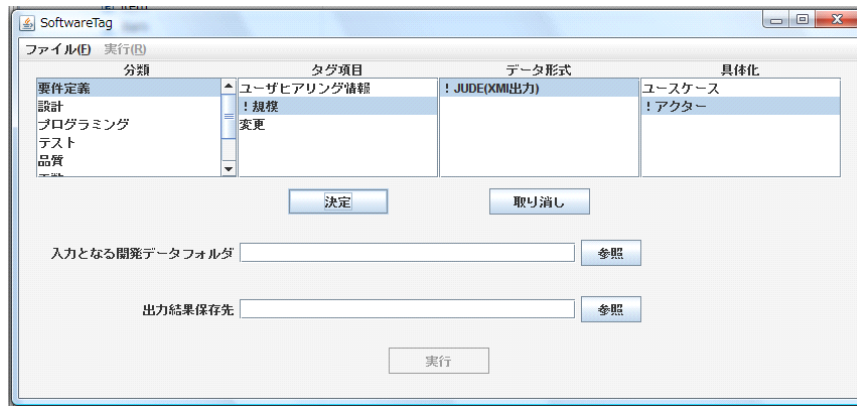 SoftwareTag
ファイル(F) 実行(R)
分類 タグ項目 データ形式 具体化
要件定義 ユーザヒアリング情報 ! JUDE(XMI出力) ユースケース
設計 ! 規模 ! アクター
プログラミング 変更
テスト
品質
決定 取り消し
入力となる開発データフォルダ 参照
出力結果保存先 参照
実行